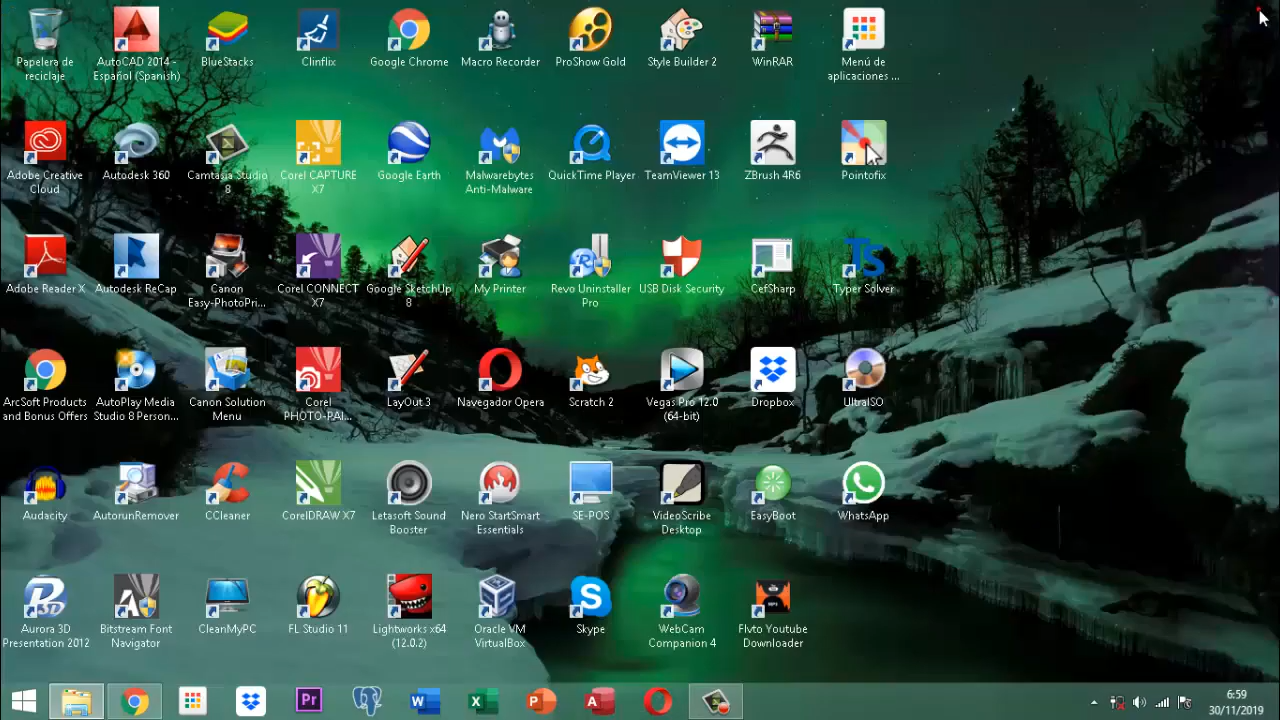 Papelera de
reciclaje
AutoCAD 2014 -
Español (Spanish)
BlueStacks
Clinflix
Google Chrome
Macro Recorder
ProShow Gold
Style Builder 2
WinRAR
Menú de
aplicaciones ...
Adobe Creative
Cloud
Autodesk 360
Camtasia Studio
8
Corel CAPTURE
X7
Google Earth
Malwarebytes
Anti-Malware
QuickTime Player
TeamViewer 13
ZBrush 4R6
Pointofix
Adobe Reader X
Autodesk ReCap
Canon
Easy-PhotoPri...
Corel CONNECT
X7
Google SketchUp
8
My Printer
Revo Uninstaller
Pro
USB Disk Security
CefSharp
Typer Solver
ArcSoft Products
and Bonus Offers
AutoPlay Media
Studio 8 Person...
Canon Solution
Menu
Corel
PHOTO-PAI...
LayOut 3
Navegador Opera
Scratch 2
Vegas Pro 12.0
(64-bit)
Dropbox
UltraISO
Audacity
AutorunRemover
CCleaner
CorelDRAW X7
Letasoft Sound
Booster
Nero StartSmart
Essentials
SE-POS
VideoScribe
Desktop
EasyBoot
WhatsApp
Aurora 3D
Presentation 2012
Bitstream Font
Navigator
CleanMyPC
FL Studio 11
Lightworks x64
(12.0.2)
Oracle VM
VirtualBox
Skype
WebCam
Companion 4
Flvto Youtube
Downloader
6:59
30/11/2019